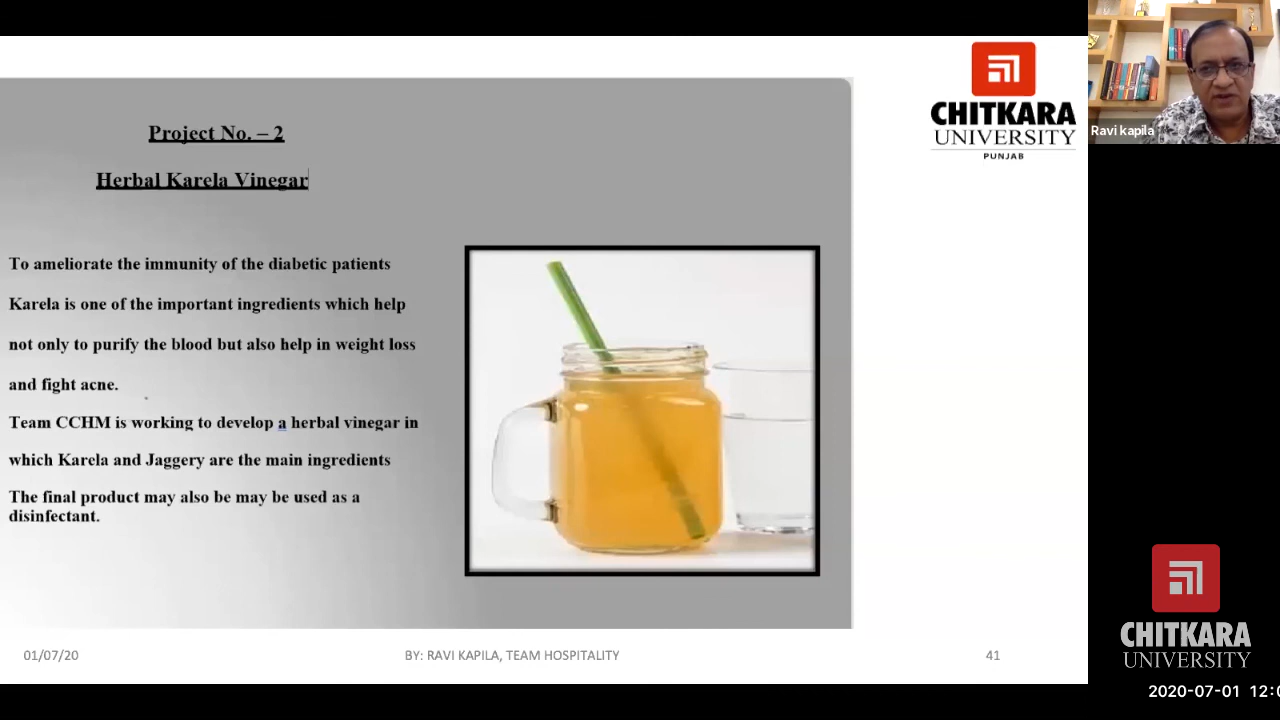 Project No. – 2
Herbal Karela Vinegar
To ameliorate the immunity of the diabetic patients
Karela is one of the important ingredients which help
not only to purify the blood but also help in weight loss
and fight acne.
Team CCHM is working to develop a herbal vinegar in
which Karela and Jaggery are the main ingredients
The final product may also be may be used as a
disinfectant.
01/07/20
BY: RAVI KAPILA, TEAM HOSPITALITY
41
CHITKARA
UNIVERSITY
PUNJAB
Ravi kapila
CHITKARA
UNIVERSITY
2020-07-01 12:0